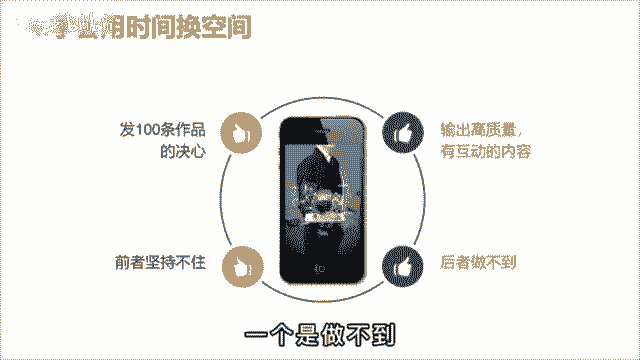 学会用时间换空间
发100条作品
的决心
输出高质量，
有互动的内容
前者坚持不住
后者做不到
一个是做不到